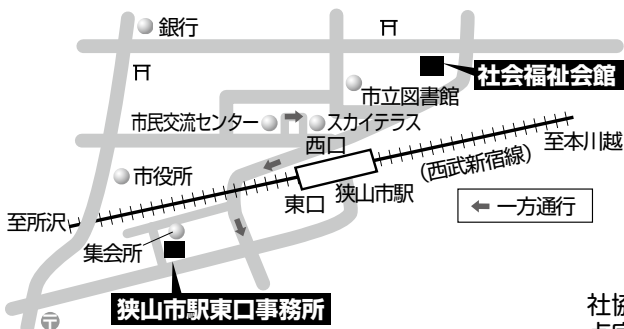 銀行
社会福祉会館
市立図書館
市民交流センター
スカイテラス
西口
至本川越
(西武新宿線)
市役所
狭山市駅
東口
一方通行
至所沢
集会所
狭山市駅東口事務所
社協